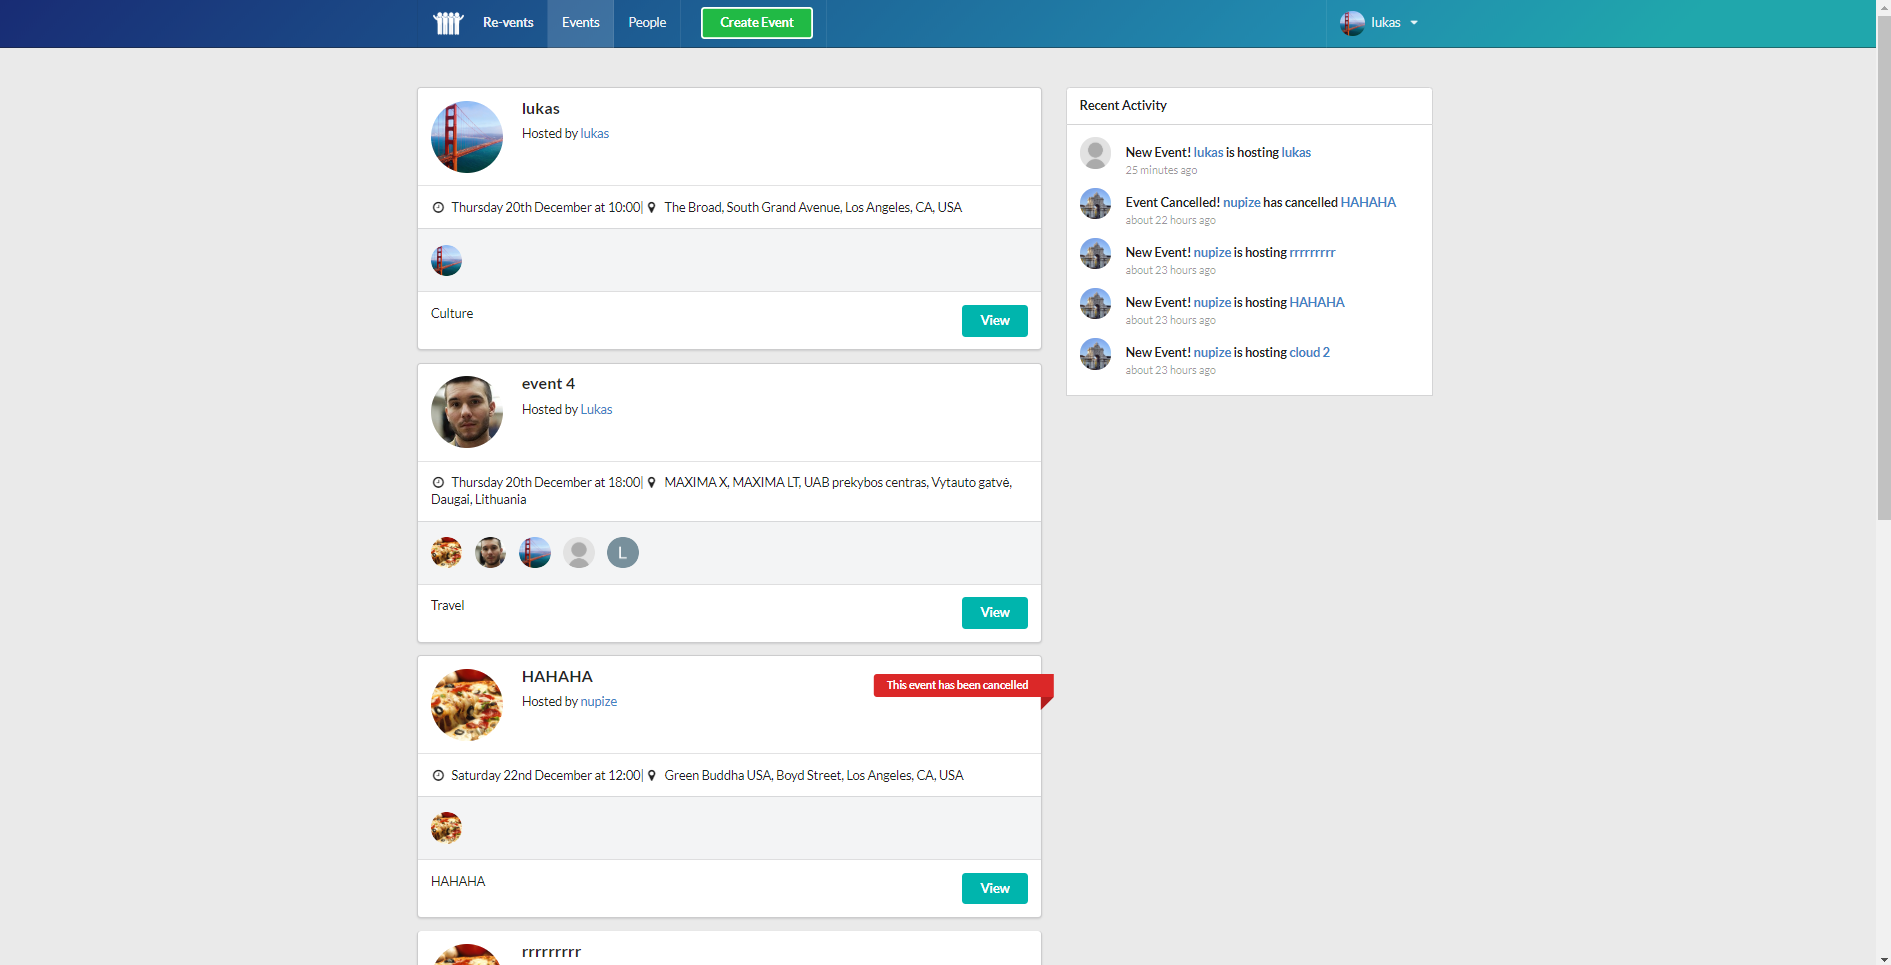 Re-vents
Events
People
Create Event
lukas
lukas
Hosted by lukas
Thursday 20th December at 10:00| The Broad, South Grand Avenue, Los Angeles, CA, USA
Culture
View
event 4
Hosted by Lukas
Thursday 20th December at 18:00| MAXIMA X, MAXIMA LT, UAB prekybos centras, Vytauto gatvė,
Daugai, Lithuania
L
Travel
View
HAHAHA
This event has been cancelled
Hosted by nupize
Saturday 22nd December at 12:00| Green Buddha USA, Boyd Street, Los Angeles, CA, USA
HAHAHA
View
rrrrrrrrr
Recent Activity
New Event! lukas is hosting lukas
25 minutes ago
Event Cancelled! nupize has cancelled HAHAHA
about 22 hours ago
New Event! nupize is hosting rrrrrrrrr
about 23 hours ago
New Event! nupize is hosting HAHAHA
about 23 hours ago
New Event! nupize is hosting cloud 2
about 23 hours ago